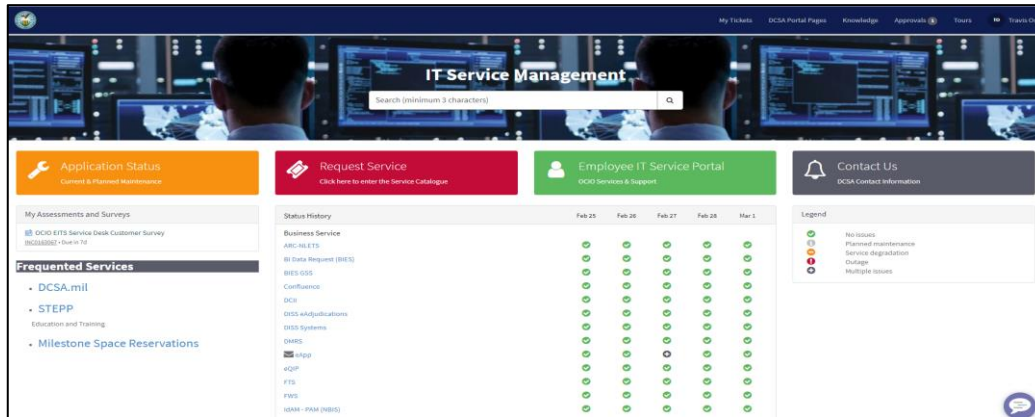 My Tickets DCSA Portal Pages Knowledge Approvals Tours Travis
IT Service Management
Search (minimum 3 characters)
Application Status
Current & Planned Maintenance
Request Service
Click here to enter the Service Catalogue
Employee IT Service Portal
OCIO Services & Support
Contact Us
DCSA Contact Information
My Assessments and Surveys
OCIO EITS Service Desk Customer Survey
• Due in 7d
Frequented Services
• DCSA.mil
• STEPP
Education and Training
• Milestone Space Reservations
Status History Feb 25 Feb 26 Feb 27 Feb 28 Mar 1
Business Service
ARC-NLETS
BI Data Request (BIES)
BIES GSS
Confluence
DCII
DISS eAdjudications
DISS Systems
DMRS
eApp
eQIP
FTS
FWS
IdAM - PAM (NBIS)
Legend
No issues
Planned maintenance
Service degradation
Outage
Multiple issues